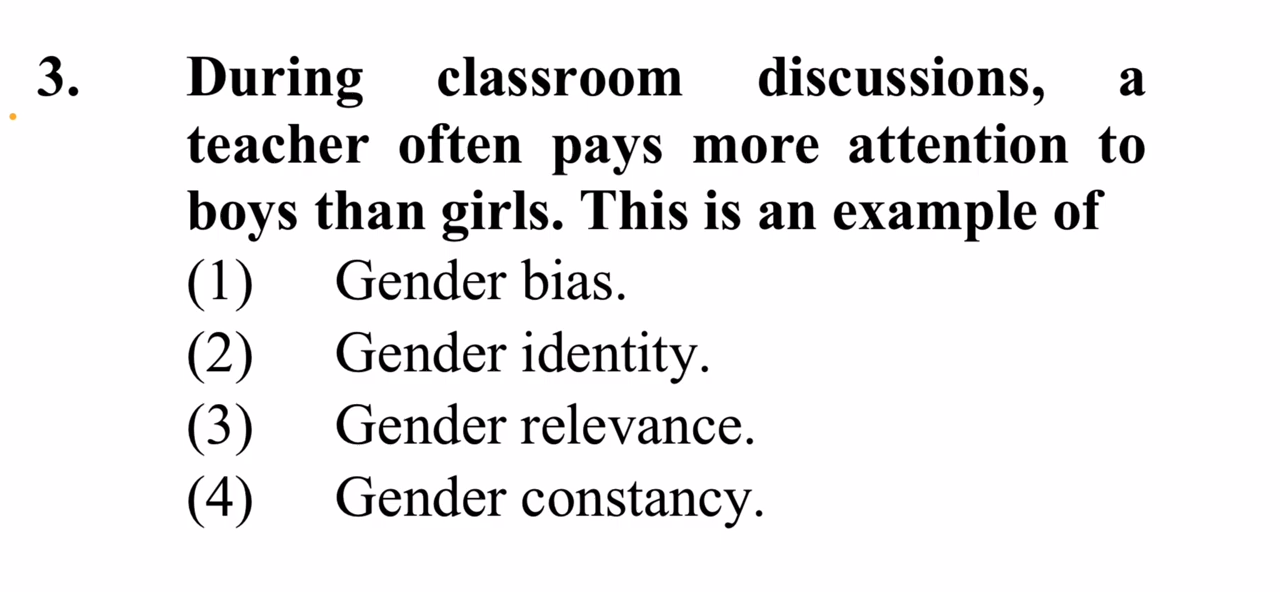 3. During classroom discussions, a
teacher often pays more attention to
boys than girls. This is an example of
(1) Gender bias.
(2) Gender identity.
(3) Gender relevance.
(4) Gender constancy.